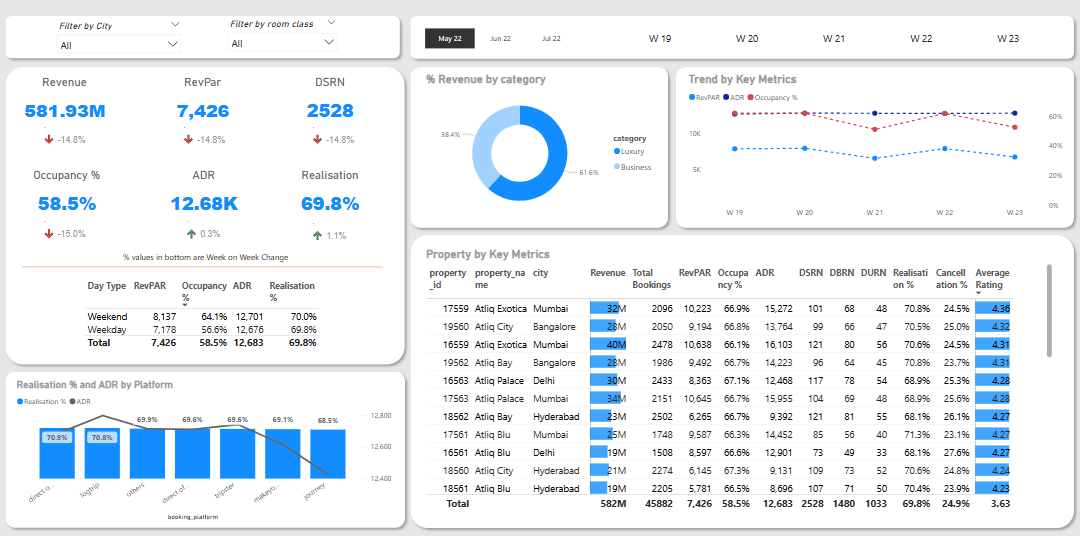 Filter by City
All
Filter by room class
All
May 22 Jun 22 Jul 22 W 19 W 20 W 21 W 22 W 23
Revenue RevPar DSRN
581.93M 7,426 2528
-14.8% -14.8% -14.8%
Occupancy % ADR Realisation
58.5% 12.68K 69.8%
-15.0% 0.3% 1.1%
% values in bottom are Week on Week Change
Day Type RevPAR Occupancy % ADR Realisation %
Weekend 8,137 64.1% 12,701 70.0%
Weekday 7,178 56.6% 12,676 69.8%
Total 7,426 58.5% 12,683 69.8%
Realisation % and ADR by Platform
Realisation % ADR
70.9% 70.8% 69.9% 69.6% 69.6% 69.1% 68.5%
12,800
12,600
12,400
direct o... logtrip others direct of... tripster makeyo... journey
booking_platform
% Revenue by category
38.4%
61.6%
category
Luxury
Business
Trend by Key Metrics
RevPAR ADR Occupancy %
10K
5K
60%
40%
20%
0%
W 19 W 20 W 21 W 22 W 23
Property by Key Metrics
property _id property_na me city Revenue Total Bookings RevPAR Occupa ncy % ADR DSRN DBRN DURN Realisati on % Cancell ation % Average Rating
17559 Atliq Exotica Mumbai 32M 2096 10,223 66.9% 15,272 101 68 48 70.8% 24.5% 4.36
19560 Atliq City Bangalore 28M 2050 9,194 66.8% 13,764 99 66 47 70.5% 25.0% 4.32
16559 Atliq Exotica Mumbai 40M 2478 10,638 66.1% 16,103 121 80 56 70.6% 24.5% 4.31
19562 Atliq Bay Bangalore 28M 1986 9,492 66.7% 14,223 96 64 45 70.8% 23.7% 4.31
16563 Atliq Palace Delhi 30M 2433 8,363 67.1% 12,468 117 78 54 68.9% 25.3% 4.28
17563 Atliq Palace Mumbai 34M 2151 10,645 66.7% 15,955 104 69 48 68.9% 25.6% 4.28
18562 Atliq Bay Hyderabad 23M 2502 6,265 66.7% 9,392 121 81 55 68.1% 26.1% 4.27
17561 Atliq Blu Mumbai 25M 1748 9,587 66.3% 14,452 85 56 40 71.3% 23.1% 4.27
16561 Atliq Blu Delhi 19M 1508 8,597 66.6% 12,901 73 49 33 68.1% 27.6% 4.27
18560 Atliq City Hyderabad 21M 2274 6,145 67.3% 9,131 109 73 52 70.6% 24.8% 4.24
18561 Atliq Blu Hyderabad 19M 2205 5,781 66.5% 8,696 107 71 50 70.4% 23.9% 4.23
Total 582M 45882 7,426 58.5% 12,683 2528 1480 1033 69.8% 24.9% 3.63